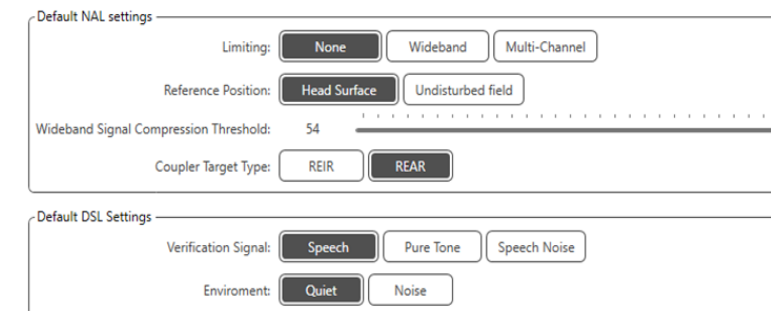 Default NAL settings
Limiting: None Wideband Multi-Channel
Reference Position: Head Surface Undisturbed field
Wideband Signal Compression Threshold: 54
Coupler Target Type: REIR REAR
Default DSL Settings
Verification Signal: Speech Pure Tone Speech Noise
Enviroment: Quiet Noise